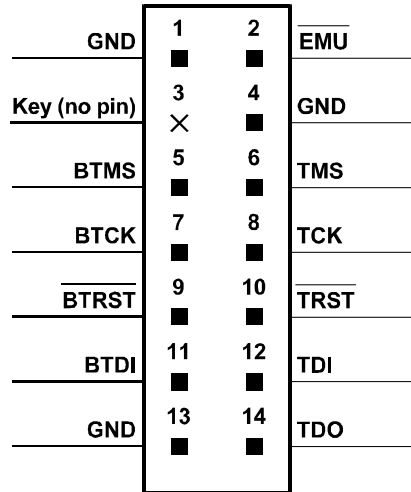 GND 1 2 EMU
Key (no pin) 3 4 GND
BTMS 5 6 TMS
BTCK 7 8 TCK
BTRST 9 10 TRST
BTDI 11 12 TDI
GND 13 14 TDO